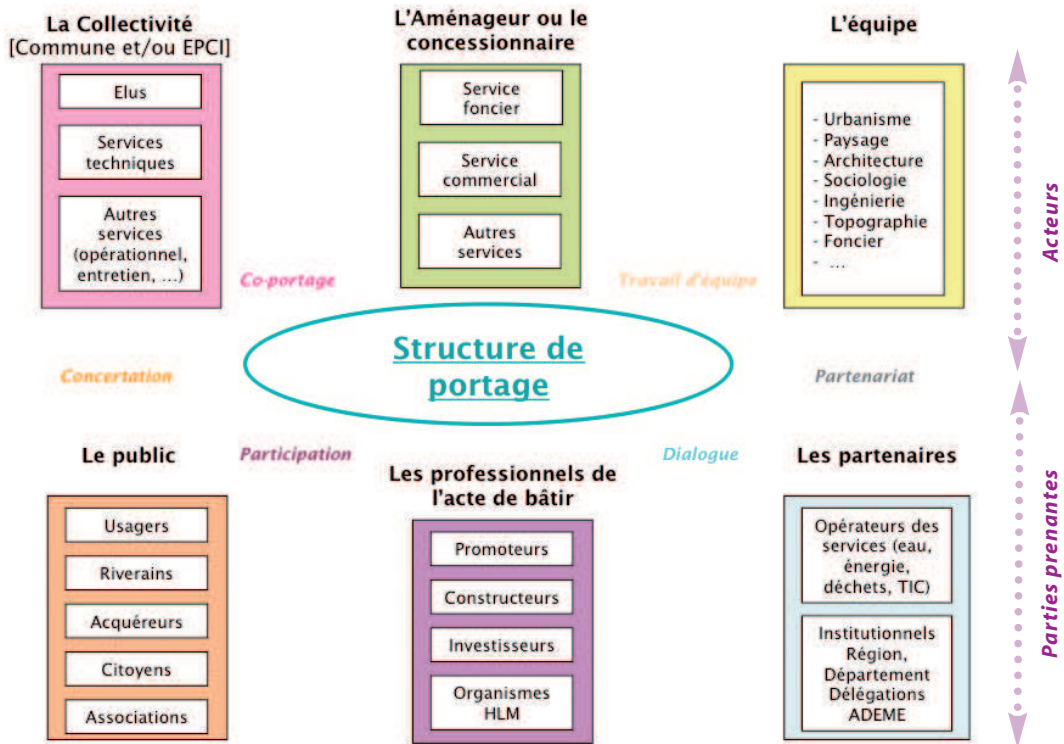 La Collectivité
[Commune et/ou EPCI]
Elus
Services
techniques
Autres
services
(opérationnel,
entretien, ...)
L'Aménageur ou le
concessionnaire
Service
foncier
Service
commercial
Autres
services
L'équipe
- Urbanisme
- Paysage
- Architecture
- Sociologie
- Ingénierie
- Topographie
- Foncier
- ...
Acteurs
Co-portage
Travail d'équipe
Structure de
portage
Concertation
Partenariat
Participation
Dialogue
Le public
Usagers
Riverains
Acquéreurs
Citoyens
Associations
Les professionnels de
l'acte de bâtir
Promoteurs
Constructeurs
Investisseurs
Organismes
HLM
Les partenaires
Opérateurs des
services (eau,
énergie,
déchets, TIC)
Institutionnels
Région,
Département
Délégations
ADEME
Parties prenantes